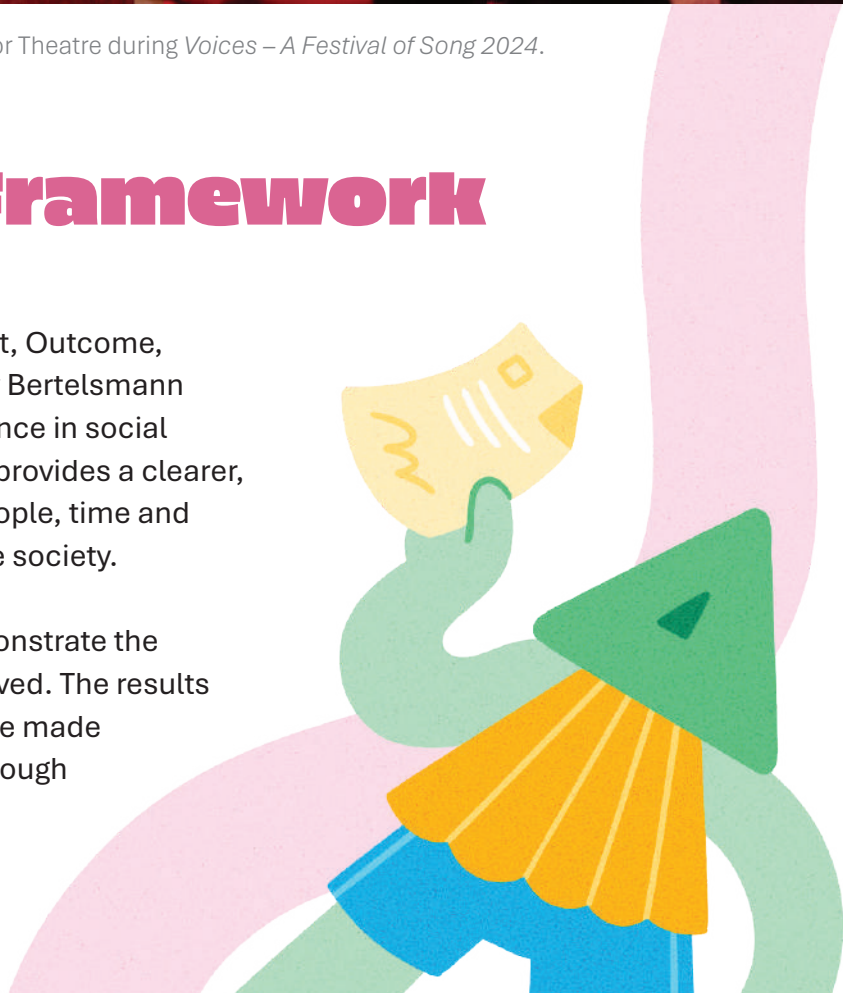 or Theatre during Voices – A Festival of Song 2024.
Framework
t, Outcome,
Bertelsmann
nce in social
provides a clearer,
ople, time and
e society.
onstrate the
ved. The results
e made
ough